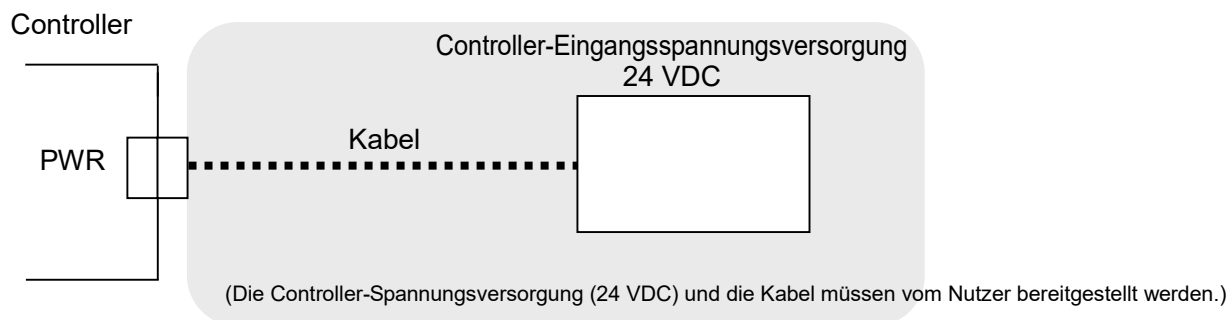 Controller
Controller-Eingangsspannungsversorgung
24 VDC
Kabel
PWR
(Die Controller-Spannungsversorgung (24 VDC) und die Kabel müssen vom Nutzer bereitgestellt werden.)